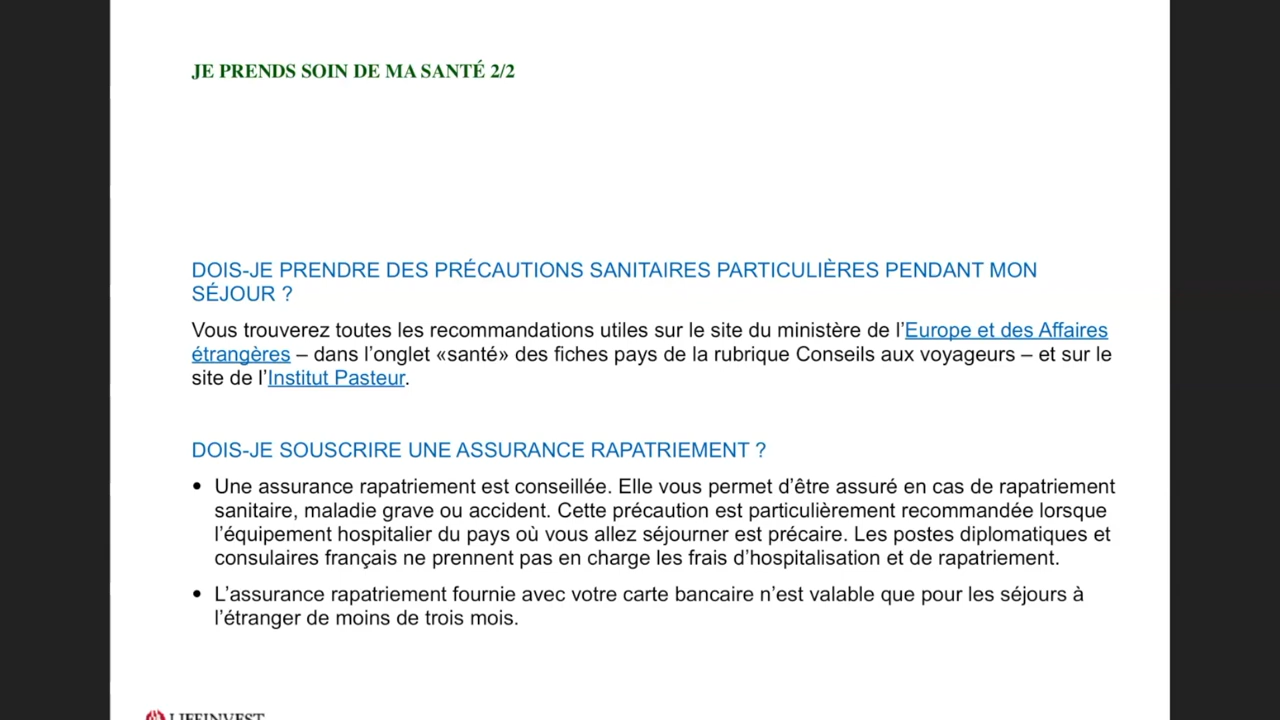 JE PRENDS SOIN DE MA SANTÉ 2/2
DOIS-JE PRENDRE DES PRÉCAUTIONS SANITAIRES PARTICULIÈRES PENDANT MON
SÉJOUR ?
Vous trouverez toutes les recommandations utiles sur le site du ministère de l’Europe et des Affaires
étrangères – dans l’onglet «santé» des fiches pays de la rubrique Conseils aux voyageurs – et sur le
site de l’Institut Pasteur.
DOIS-JE SOUSCRIRE UNE ASSURANCE RAPATRIEMENT ?
• Une assurance rapatriement est conseillée. Elle vous permet d’être assuré en cas de rapatriement
sanitaire, maladie grave ou accident. Cette précaution est particulièrement recommandée lorsque
l’équipement hospitalier du pays où vous allez séjourner est précaire. Les postes diplomatiques et
consulaires français ne prennent pas en charge les frais d’hospitalisation et de rapatriement.
• L’assurance rapatriement fournie avec votre carte bancaire n’est valable que pour les séjours à
l’étranger de moins de trois mois.
LIFEINVEST